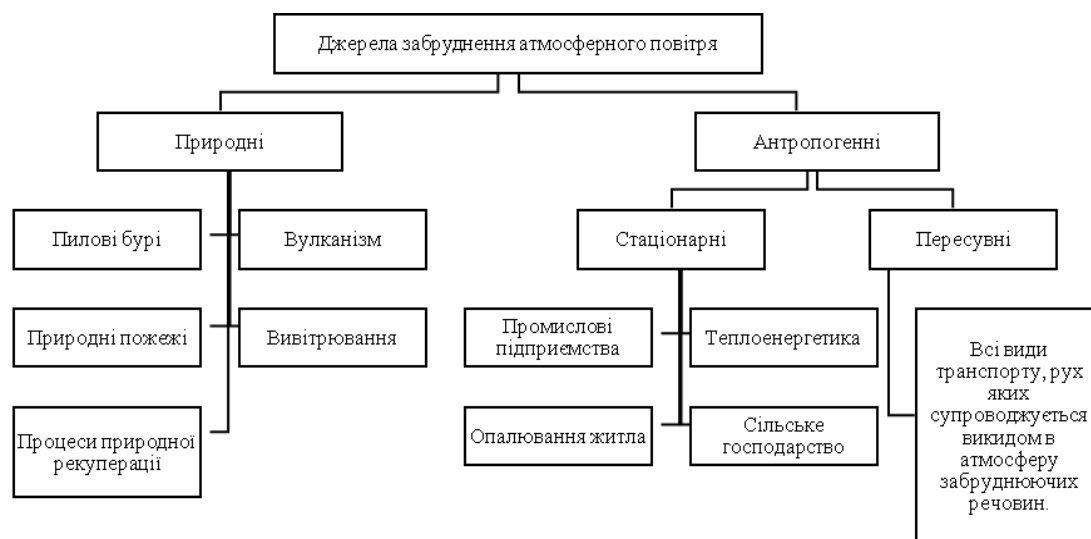 Джерела забруднення атмосферного повітря
Природні
Антропогенні
Пилові бурі
Вулканізм
Стаціонарні
Пересувні
Природні пожежі
Вивітрювання
Промислові
підприємства
Теплоенергетика
Всі види
транспорту, рух
яких
супроводжується
викидом в
атмосферу
забруднюючих
речовин.
Процеси природної
рекуперації
Опалювання житла
Сільське
господарство